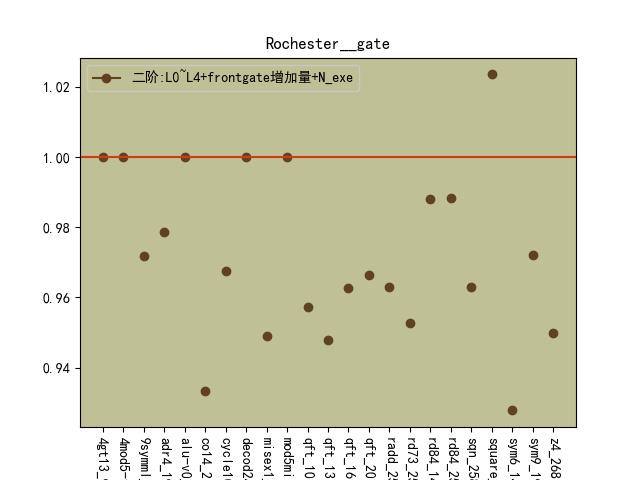 Rochester__gate
二阶:L0~L4+frontgate增加量+N_exe
1.02
1.00
0.98
0.96
0.94
4gt13_
4mod5-
9symml
adr4_1
alu-v0
co14_2
cycle1
decod2
misex1
mod5mi
qft_10
qft_13
qft_16
qft_20
radd_2
rd73_2
rd84_14
rd84_2
sqn_25
square
sym6_1
sym9_1
z4_268